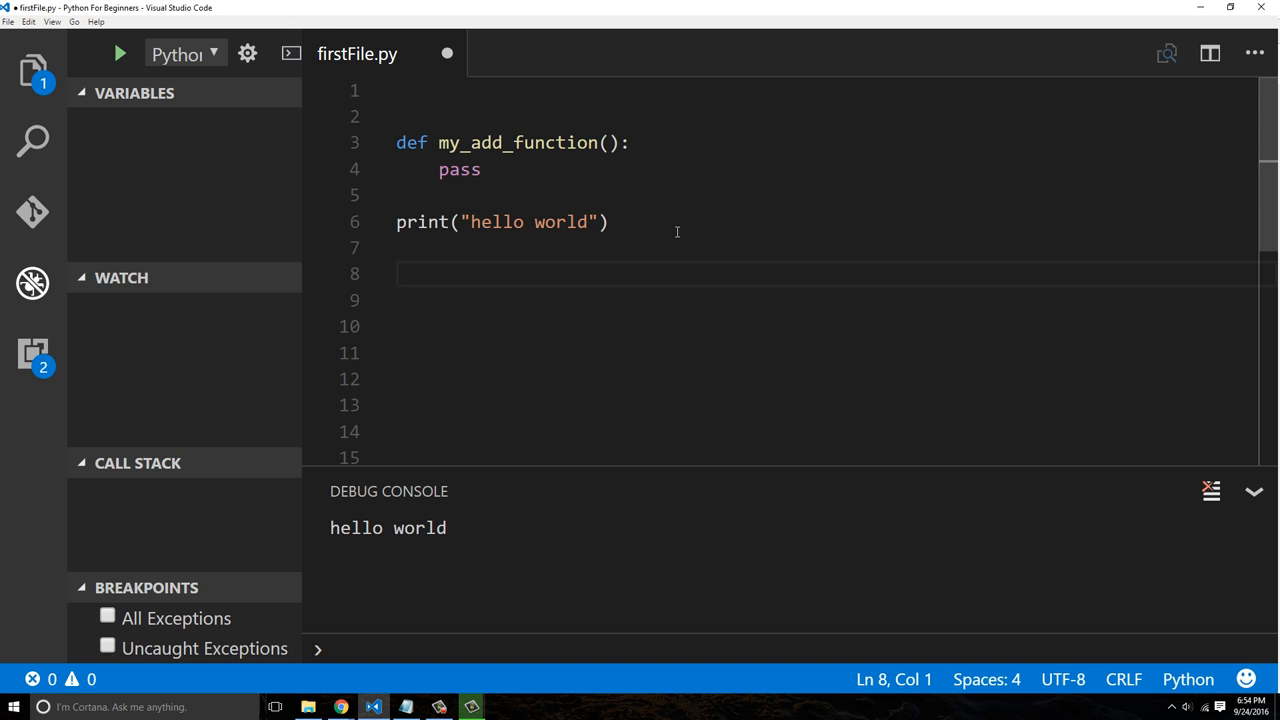 ● firstFile.py - Python For Beginners - Visual Studio Code
File Edit View Go Help
Python
firstFile.py
1
VARIABLES
WATCH
2
CALL STACK
BREAKPOINTS
All Exceptions
Uncaught Exceptions
1
2
3 def my_add_function():
4 pass
5
6 print("hello world")
7
8
9
10
11
12
13
14
15
DEBUG CONSOLE
hello world
0 0
Ln 8, Col 1 Spaces: 4 UTF-8 CRLF Python
I'm Cortana. Ask me anything.
6:54 PM
9/24/2016